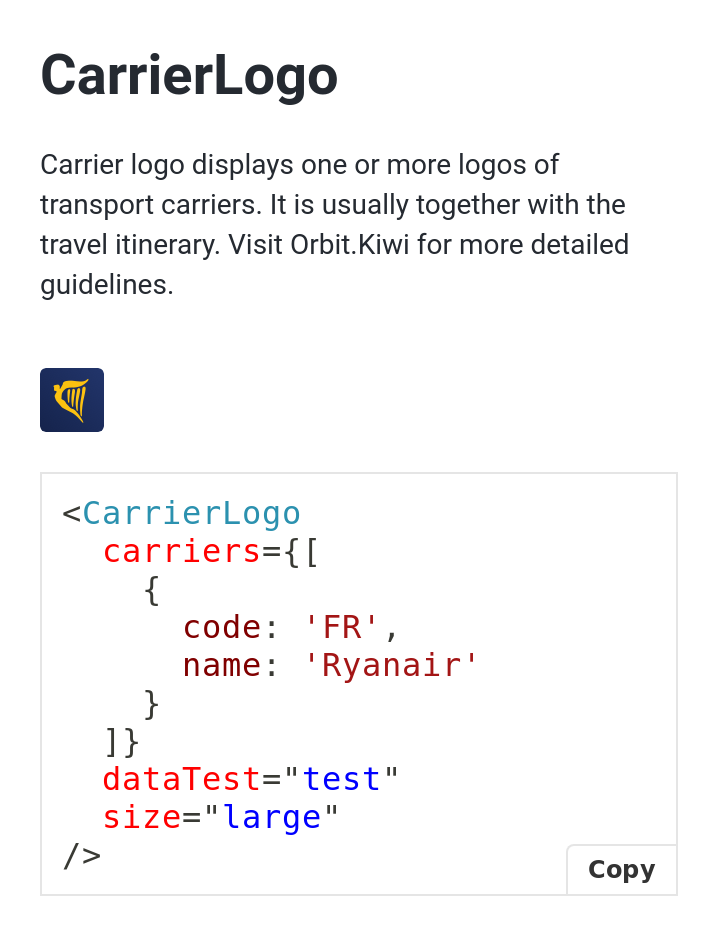 CarrierLogo
Carrier logo displays one or more logos of
transport carriers. It is usually together with the
travel itinerary. Visit Orbit.Kiwi for more detailed
guidelines.
<CarrierLogo
  carriers={[
    {
      code: 'FR',
      name: 'Ryanair'
    }
  ]}
  dataTest="test"
  size="large"
/>
Copy